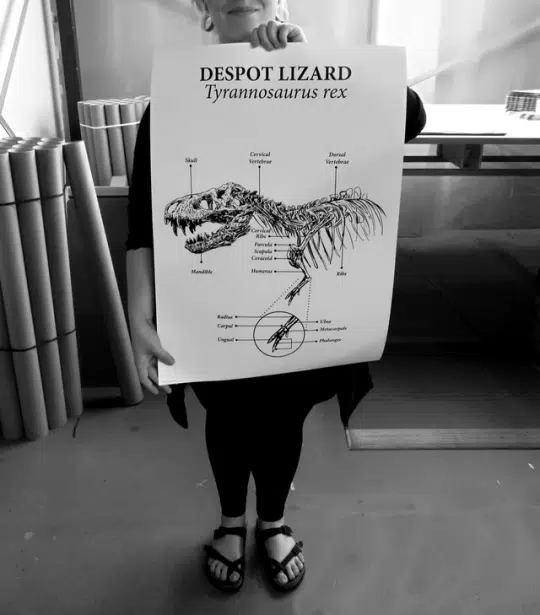 DESPOT LIZARD
Tyrannosaurus rex
Skull
Cervical
Vertebrae
Dorsal
Vertebrae
Cervical
Ribs
Furcula
Scapula
Coracoid
Mandible
Humerus
Ribs
Radius
Ulna
Carpal
Metacarpals
Ungual
Phalanges